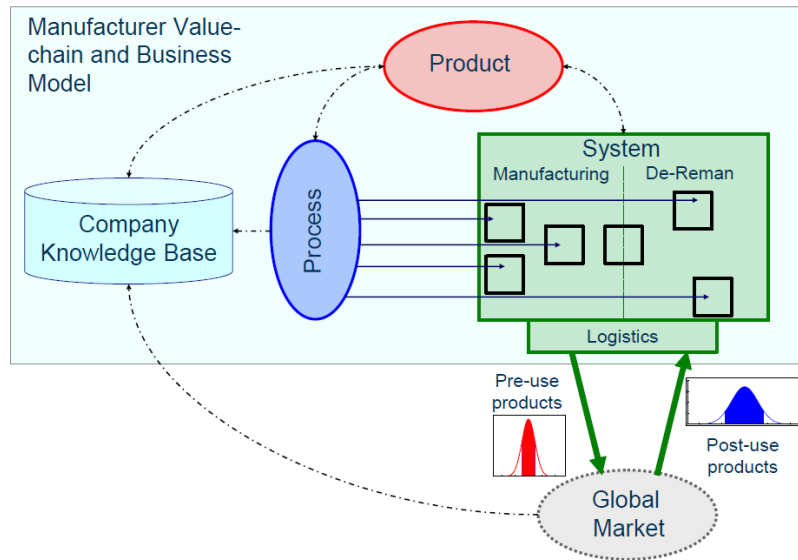 Manufacturer Value-
chain and Business
Model
Product
System
Manufacturing
De-Reman
Company
Knowledge Base
Process
Logistics
Pre-use
products
Post-use
products
Global
Market